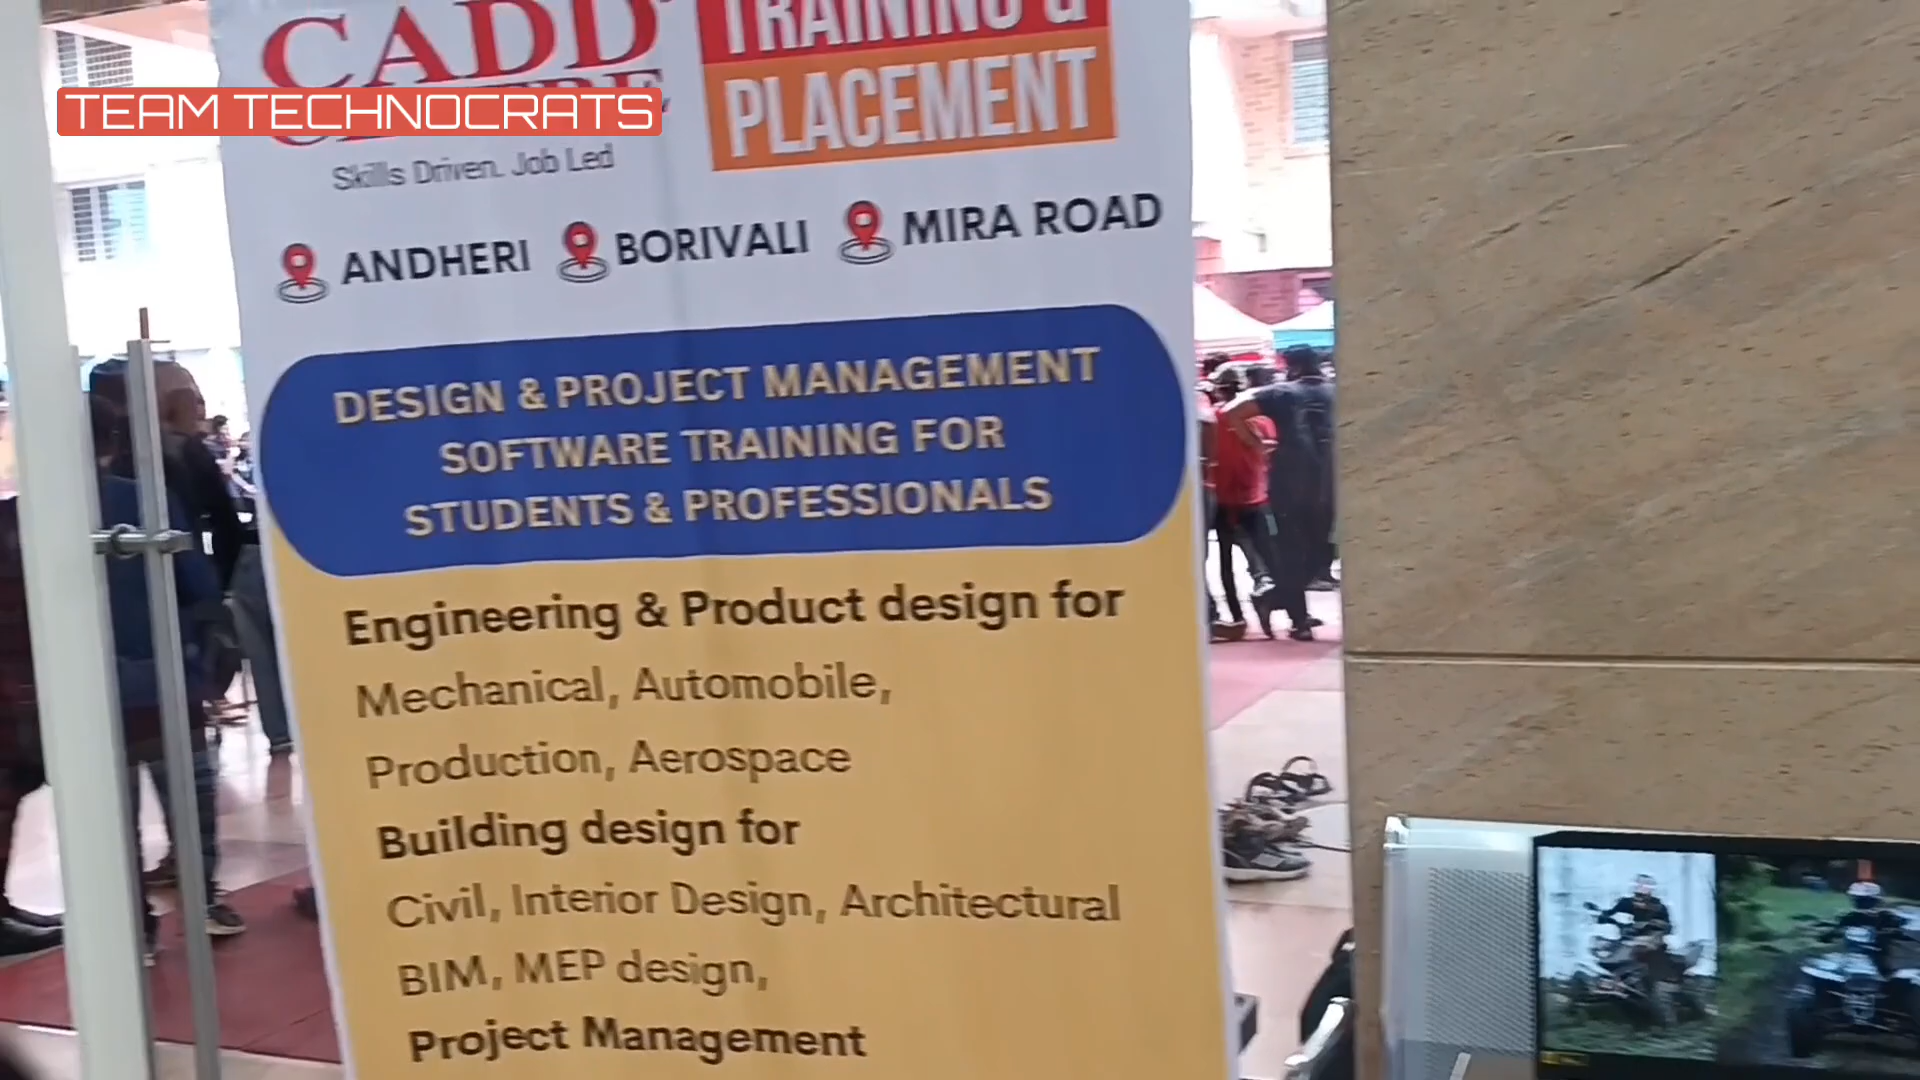 CADD
TRAINING &
PLACEMENT
TEAM TECHNOCRATS
Skills Driven. Job Led
ANDHERI BORIVALI MIRA ROAD
DESIGN & PROJECT MANAGEMENT
SOFTWARE TRAINING FOR
STUDENTS & PROFESSIONALS
Engineering & Product design for
Mechanical, Automobile,
Production, Aerospace
Building design for
Civil, Interior Design, Architectural
BIM, MEP design,
Project Management